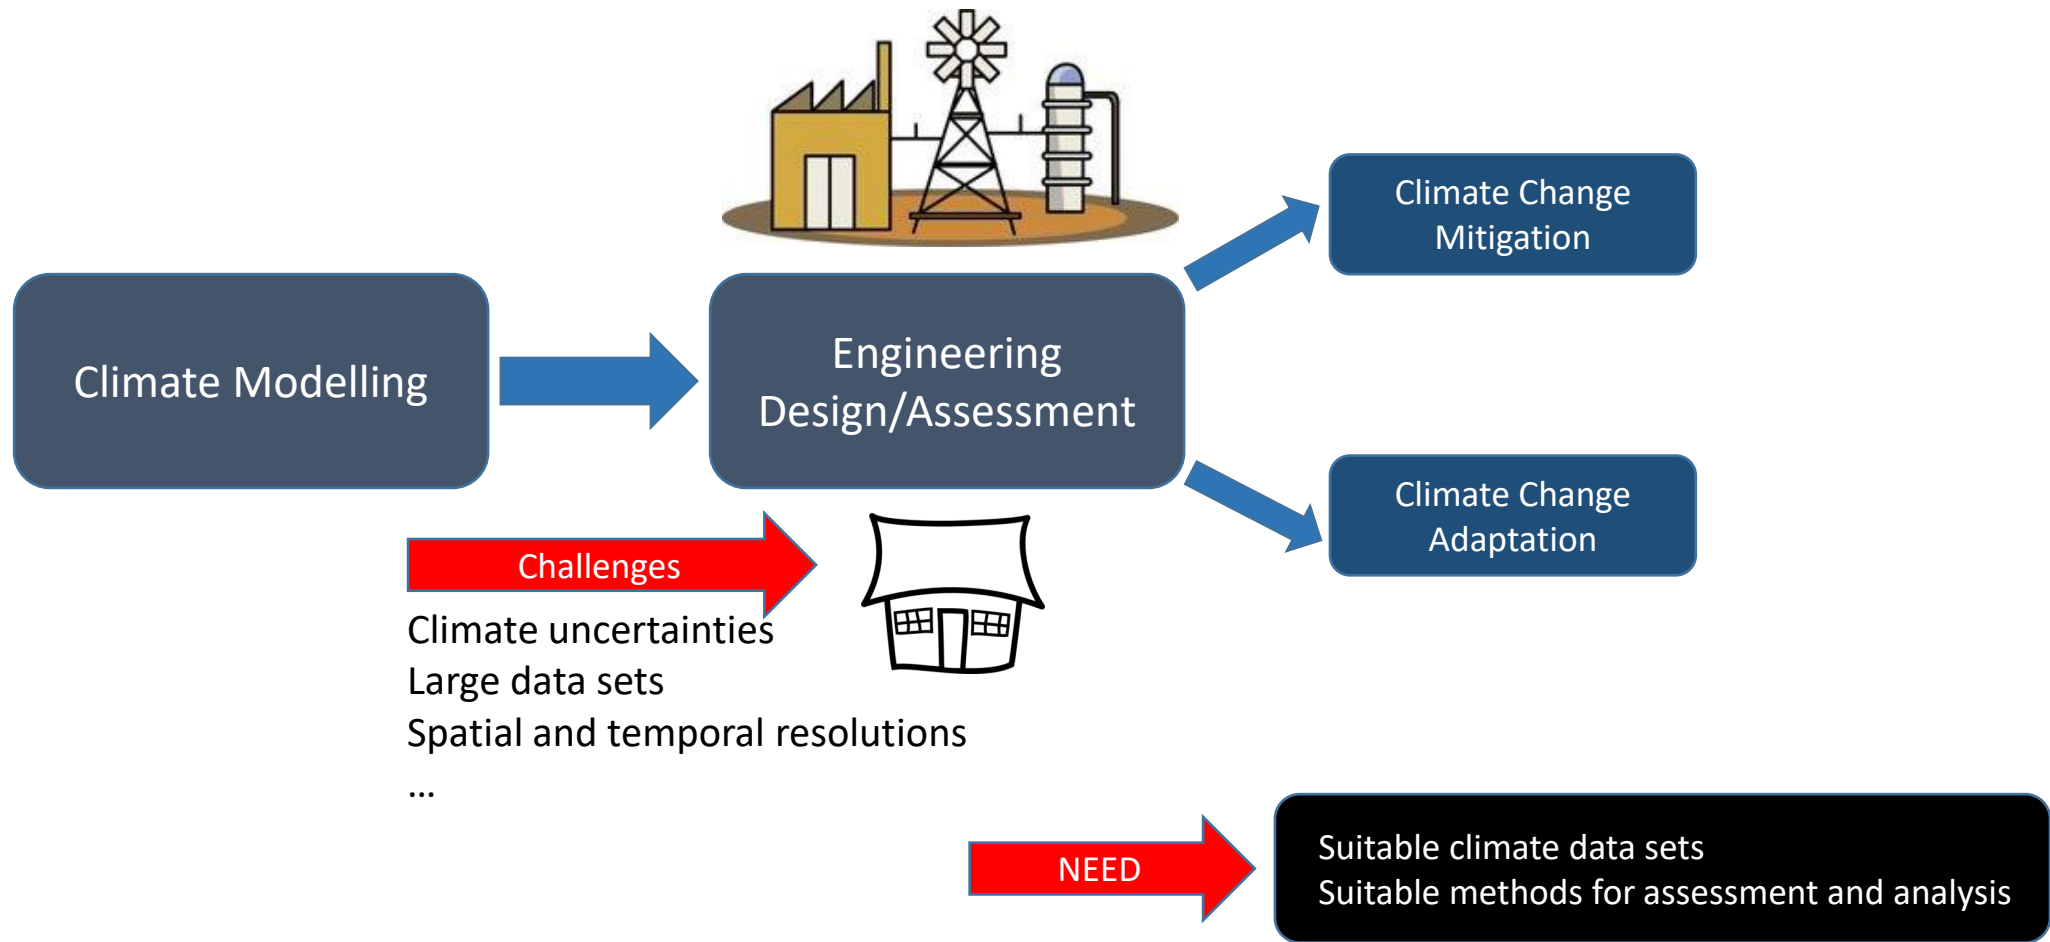 Climate Modelling
Engineering
Design/Assessment
Climate Change
Mitigation
Climate Change
Adaptation
Challenges
Climate uncertainties
Large data sets
Spatial and temporal resolutions
...
NEED
Suitable climate data sets
Suitable methods for assessment and analysis